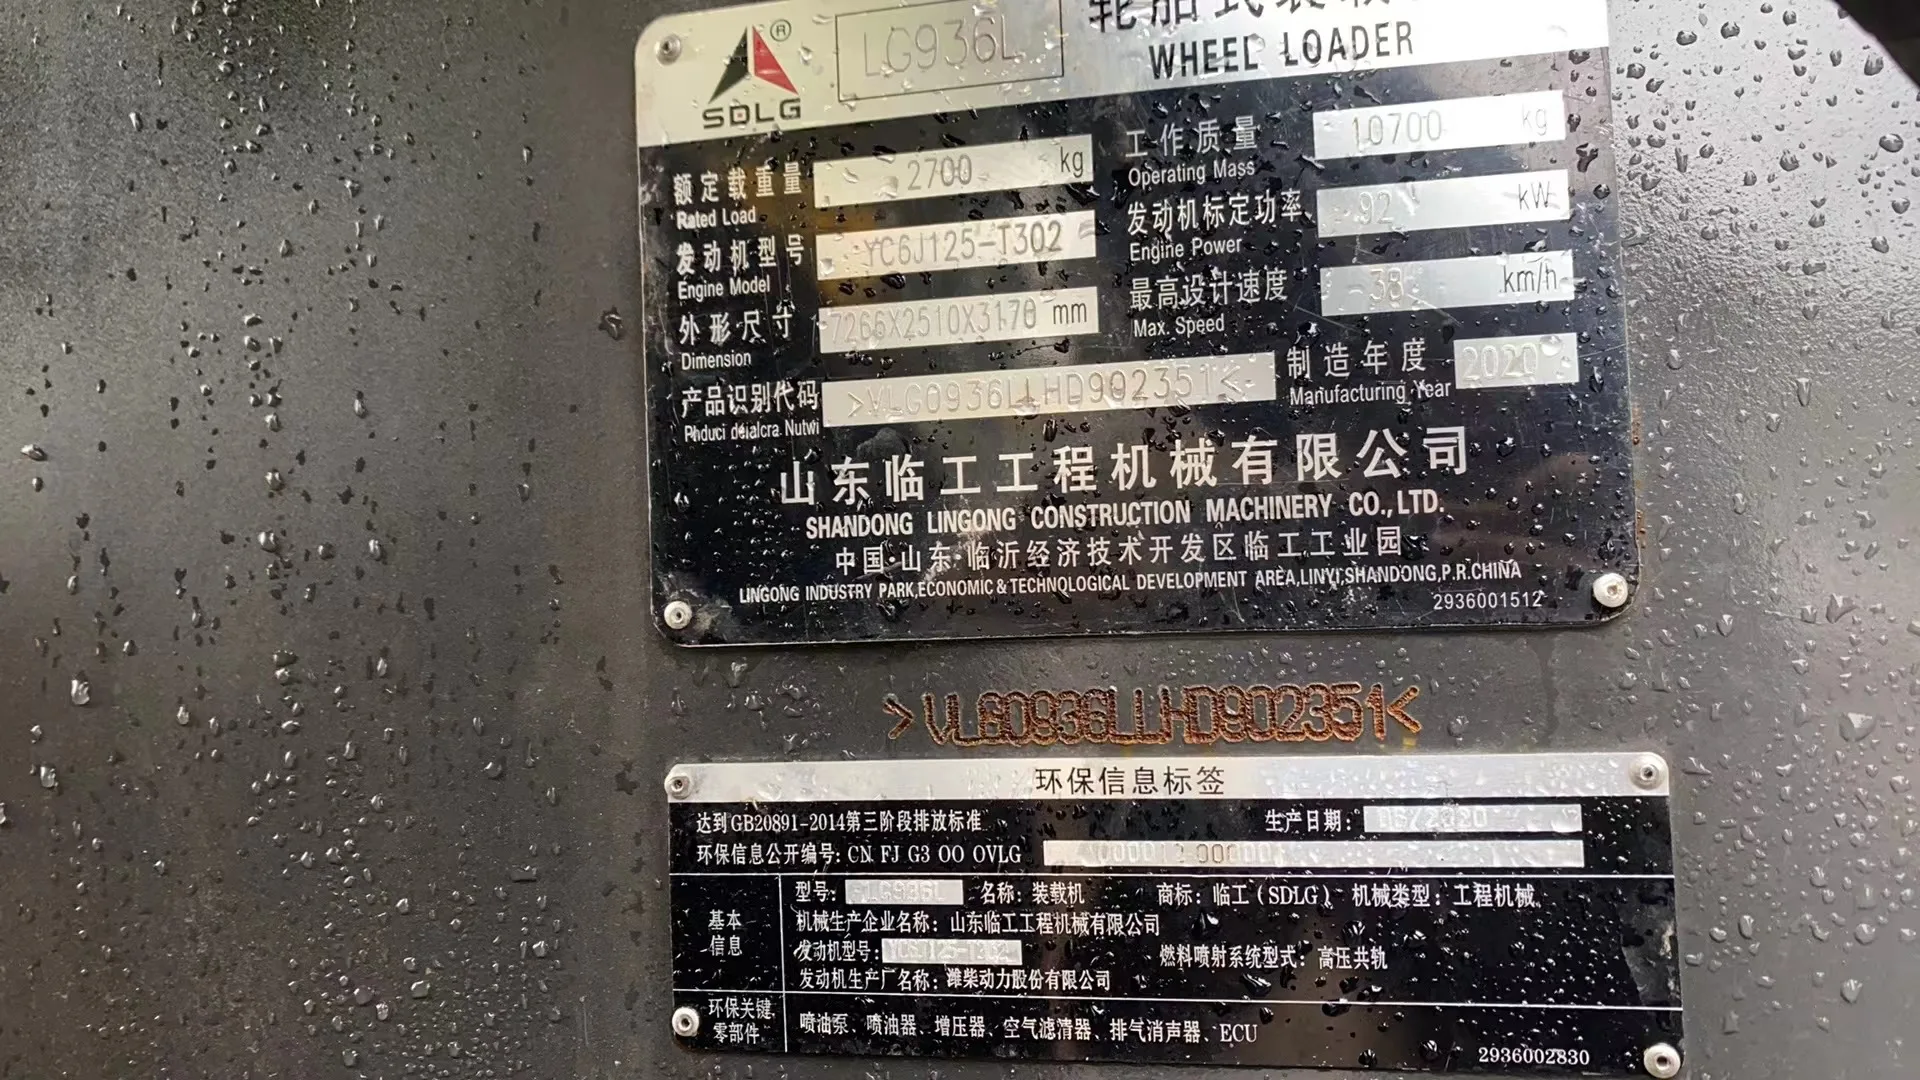 SDLG ®
LG936L
轮胎式装载
WHEEL LOADER
额定载重量 2700 kg
Rated Load
工作质量 10700 kg
Operating Mass
发动机型号 YC6J125-T302
Engine Model
发动机标定功率 92 kW
Engine Power
外形尺寸 7266X2510X3170 mm
Dimension
最高设计速度 38 km/h
Max. Speed
产品识别代码 >VLG0936LLHD902351<
Phduci deialcra Nutwi
制造年度 2020
Manufacturing Year
山东临工工程机械有限公司
SHANDONG LINGONG CONSTRUCTION MACHINERY CO.,LTD.
中国·山东·临沂经济技术开发区临工工业园
LINGONG INDUSTRY PARK,ECONOMIC&TECHNOLOGICAL DEVELOPMENT AREA,LINYI,SHANDONG,P.R.CHINA
2936001512
>VLG0936LLHD902351<
环保信息标签
达到GB20891-2014第三阶段排放标准
生产日期: 06/2020
环保信息公开编号: CN FJ G3 OO OVLG
基本信息
型号: LG936L 名称: 装载机 商标: 临工(SDLG) 机械类型: 工程机械
机械生产企业名称: 山东临工工程机械有限公司
发动机型号: YC6J125-T302 燃料喷射系统型式: 高压共轨
发动机生产厂名称: 潍柴动力股份有限公司
环保关键零部件
喷油泵、喷油器、增压器、空气滤清器、排气消声器、ECU
2936002830